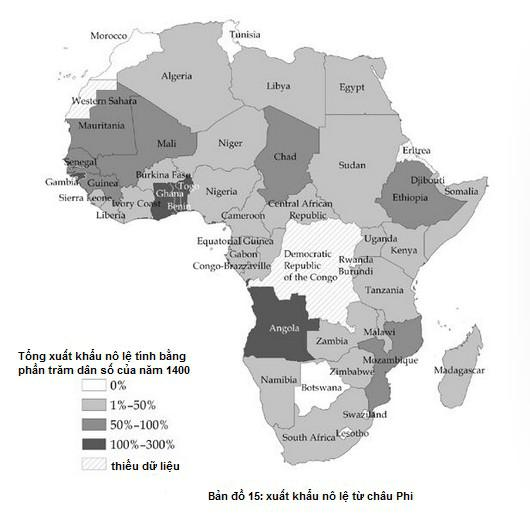 Morocco
Tunisia
Algeria
Libya
Egypt
Western Sahara
Mauritania
Mali
Niger
Chad
Sudan
Eritrea
Senegal
Gambia
Guinea
Burkina Faso
Togo
Ghana
Benin
Nigeria
Djibouti
Ethiopia
Somalia
Sierra Leone
Ivory Coast
Liberia
Cameroon
Central African
Republic
Equatorial Guinea
Gabon
Congo-Brazzaville
Democratic
Republic
of the Congo
Uganda
Kenya
Rwanda
Burundi
Tanzania
Angola
Zambia
Malawi
Mozambique
Madagascar
Zimbabwe
Namibia
Botswana
Swaziland
Lesotho
South Africa
Tổng xuất khẩu nô lệ tính bằng
phần trăm dân số của năm 1400
0%
1%–50%
50%–100%
100%–300%
thiếu dữ liệu
Bản đồ 15: xuất khẩu nô lệ từ châu Phi